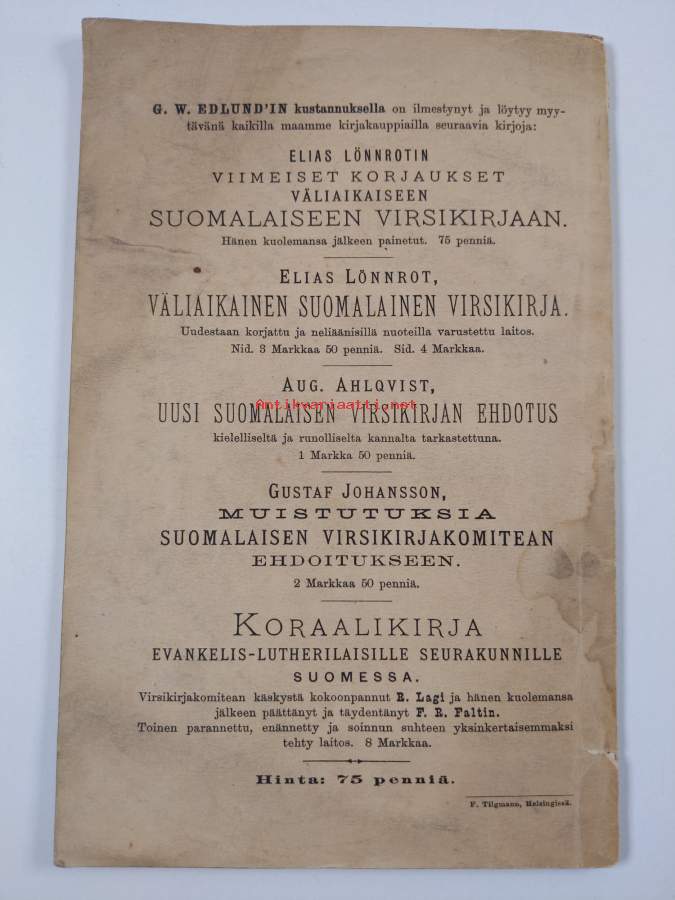 G. W. EDLUND'IN kustannuksella on ilmestynyt ja löytyy myy-
tävänä kaikilla maamme kirjakauppiailla seuraavia kirjoja:
ELIAS LÖNNROTIN
VIIMEISET KORJAUKSET
VÄLIAIKAISEEN
SUOMALAISEEN VIRSIKIRJAAN.
Hänen kuolemansa jälkeen painetut. 75 penniä.
ELIAS LÖNNROT,
VÄLIAIKAINEN SUOMALAINEN VIRSIKIRJA.
Uudestaan korjattu ja neliäänisillä nuoteilla varustettu laitos.
Nid. 3 Markkaa 50 penniä. Sid. 4 Markkaa.
AUG. AHLQVIST,
Antikvariaatti.net
UUSI SUOMALAISEN VIRSIKIRJAN EHDOTUS
kielelliseltä ja runolliselta kannalta tarkastettuna.
1 Markka 50 penniä.
GUSTAF JOHANSSON,
MUISTUTUKSIA
SUOMALAISEN VIRSIKIRJAKOMITEAN
EHDOITUKSEEN.
2 Markkaa 50 penniä.
KORAALIKIRJA
EVANKELIS-LUTHERILAISILLE SEURAKUNNILLE
SUOMESSA.
Virsikirjakomitean käskystä kokoonpannut R. Lagi ja hänen kuolemansa
jälkeen päättänyt ja täydentänyt F. R. Faltin.
Toinen parannettu, enännetty ja soinnun suhteen yksinkertaisemmaksi
tehty laitos. 8 Markkaa.
Hinta: 75 penniä.
F. Tilgmann, Helsingissä.